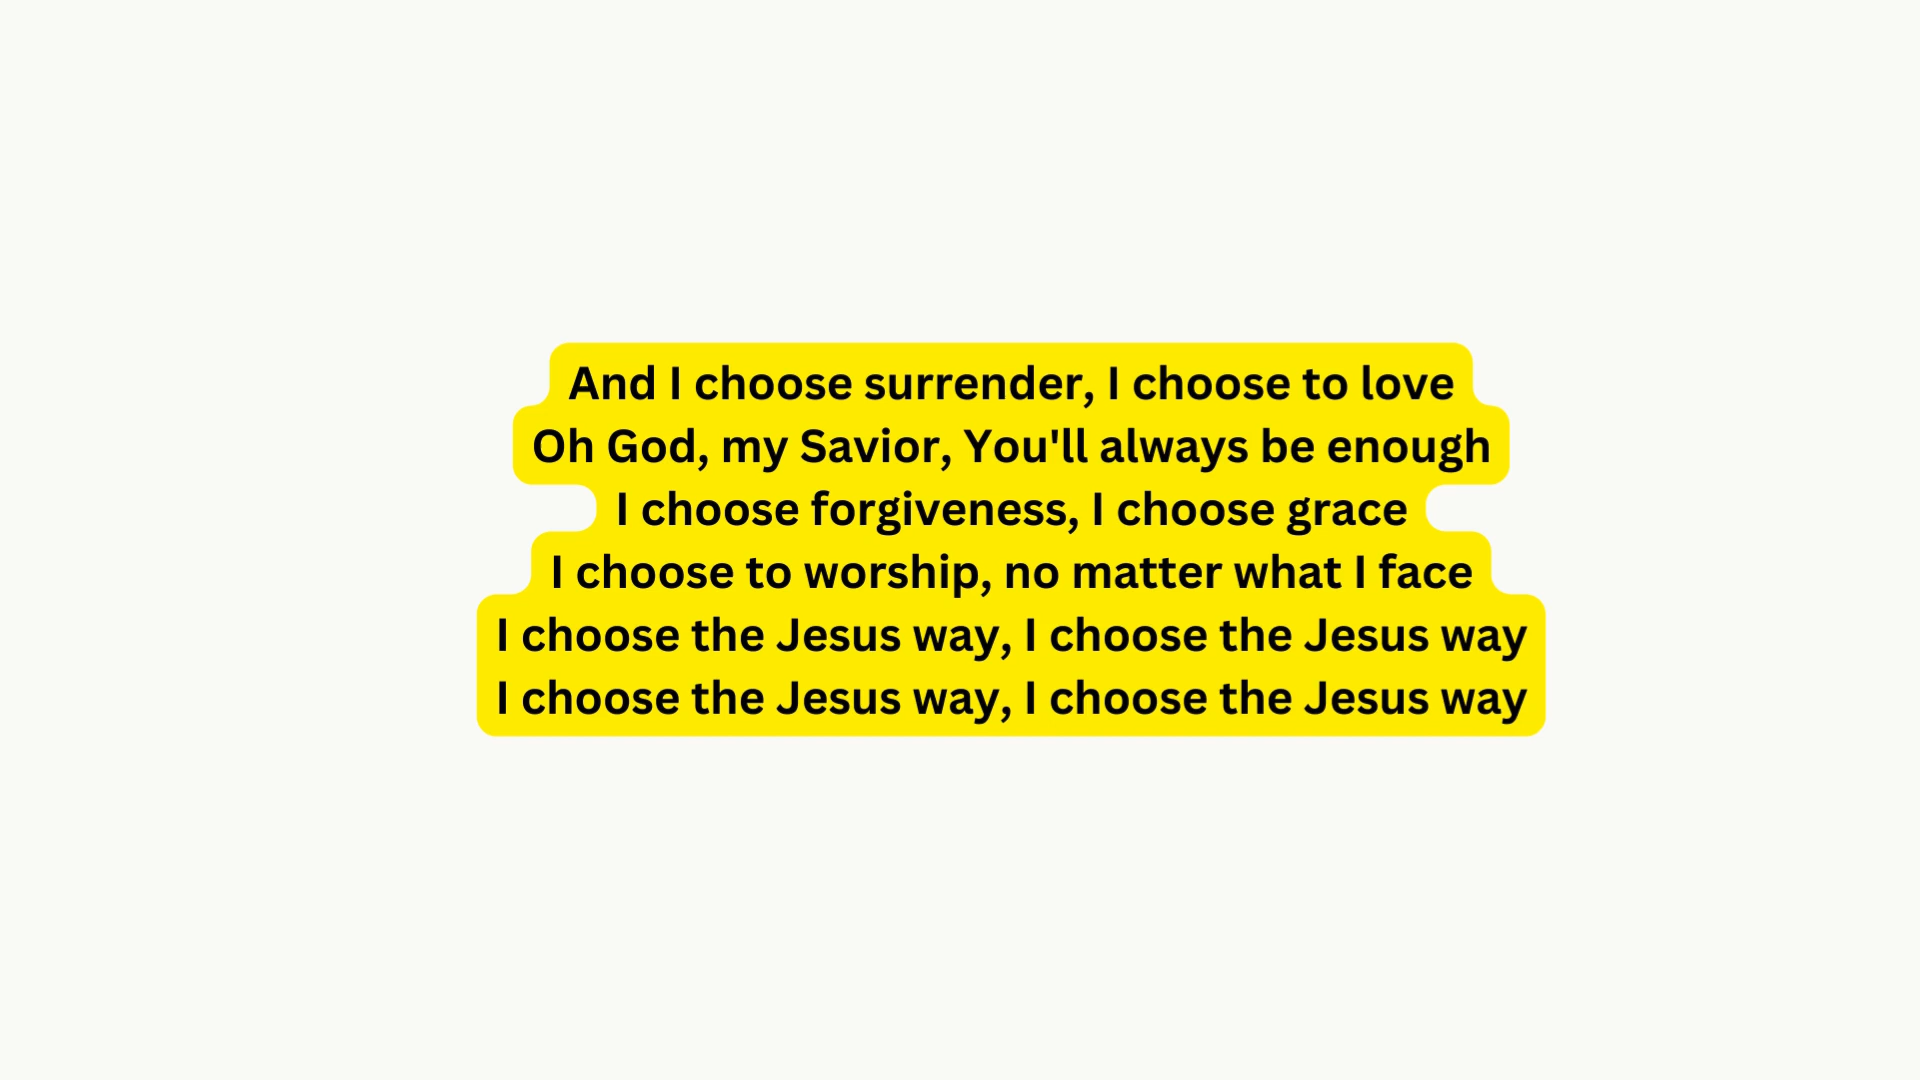 And I choose surrender, I choose to love
Oh God, my Savior, You'll always be enough
I choose forgiveness, I choose grace
I choose to worship, no matter what I face
I choose the Jesus way, I choose the Jesus way
I choose the Jesus way, I choose the Jesus way